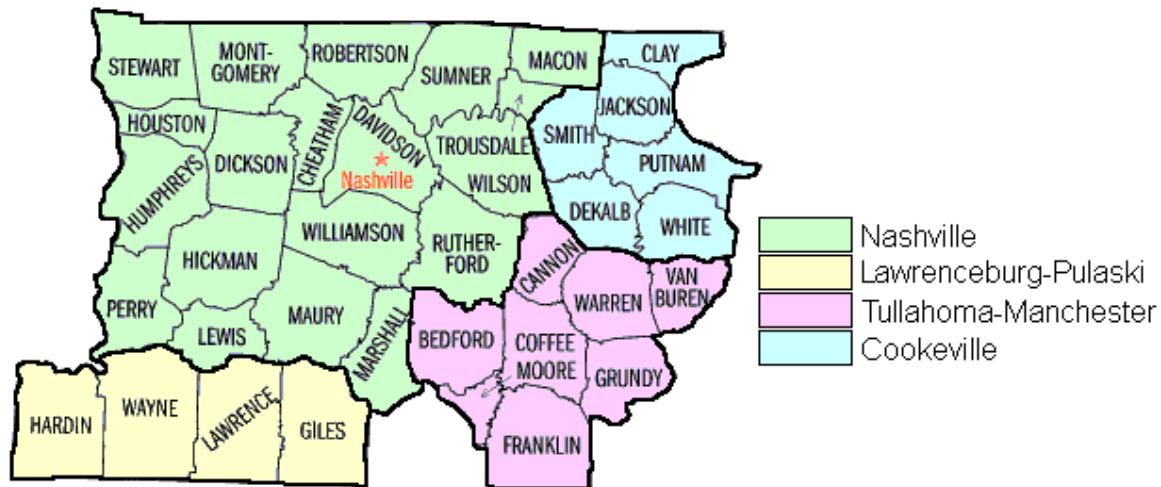 STEWART
MONT-
GOMERY
ROBERTSON
SUMNER
MACON
CLAY
HOUSTON
CHEATHAM
DAVIDSON
TROUSDALE
SMITH
JACKSON
HUMPHREYS
DICKSON
Nashville
WILSON
PUTNAM
DEKALB
WHITE
WILLIAMSON
RUTHER-
FORD
HICKMAN
CANNON
VAN
BUREN
WARREN
PERRY
LEWIS
MAURY
MARSHALL
BEDFORD
COFFEE
MOORE
GRUNDY
HARDIN
WAYNE
LAWRENCE
GILES
FRANKLIN
Nashville
Lawrenceburg-Pulaski
Tullahoma-Manchester
Cookeville